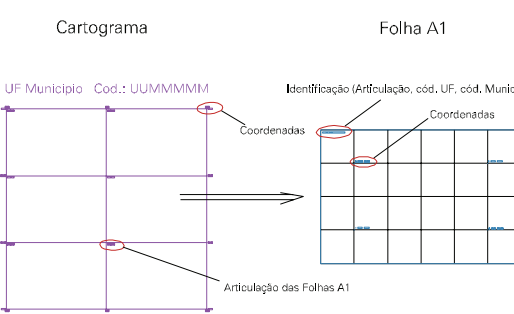 Cartograma
Folha A1
UF Municipio Cod.: UUMMMMM
Identificação (Articulação, cód. UF, cód. Munic
Coordenadas
Coordenadas
Articulação das Folhas A1